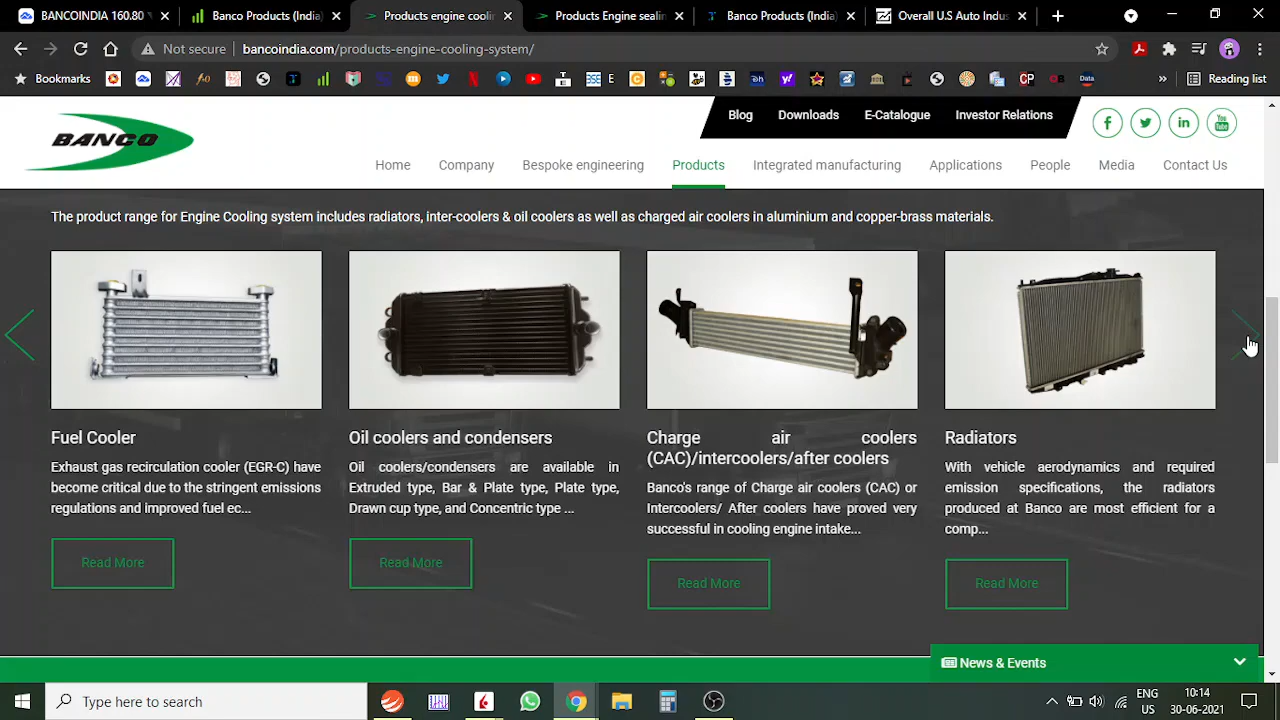 BANCOINDIA 160.80
Banco Products (India)
Products engine coolin
Products Engine sealin
Banco Products (India)
Overall U.S Auto Indus
Not secure
bancoindia.com/products-engine-cooling-system/
Bookmarks
Reading list
Blog
Downloads
E-Catalogue
Investor Relations
BANCO
Home
Company
Bespoke engineering
Products
Integrated manufacturing
Applications
People
Media
Contact Us
The product range for Engine Cooling system includes radiators, inter-coolers & oil coolers as well as charged air coolers in aluminium and copper-brass materials.
Fuel Cooler
Exhaust gas recirculation cooler (EGR-C) have
become critical due to the stringent emissions
regulations and improved fuel ec...
Read More
Oil coolers and condensers
Oil coolers/condensers are available in
Extruded type, Bar & Plate type, Plate type,
Drawn cup type, and Concentric type ...
Read More
Charge air coolers
(CAC)/intercoolers/after coolers
Banco's range of Charge air coolers (CAC) or
Intercoolers/ After coolers have proved very
successful in cooling engine intake...
Read More
Radiators
With vehicle aerodynamics and required
emission specifications, the radiators
produced at Banco are most efficient for a
comp...
Read More
News & Events
Type here to search
ENG
US
10:14
30-06-2021